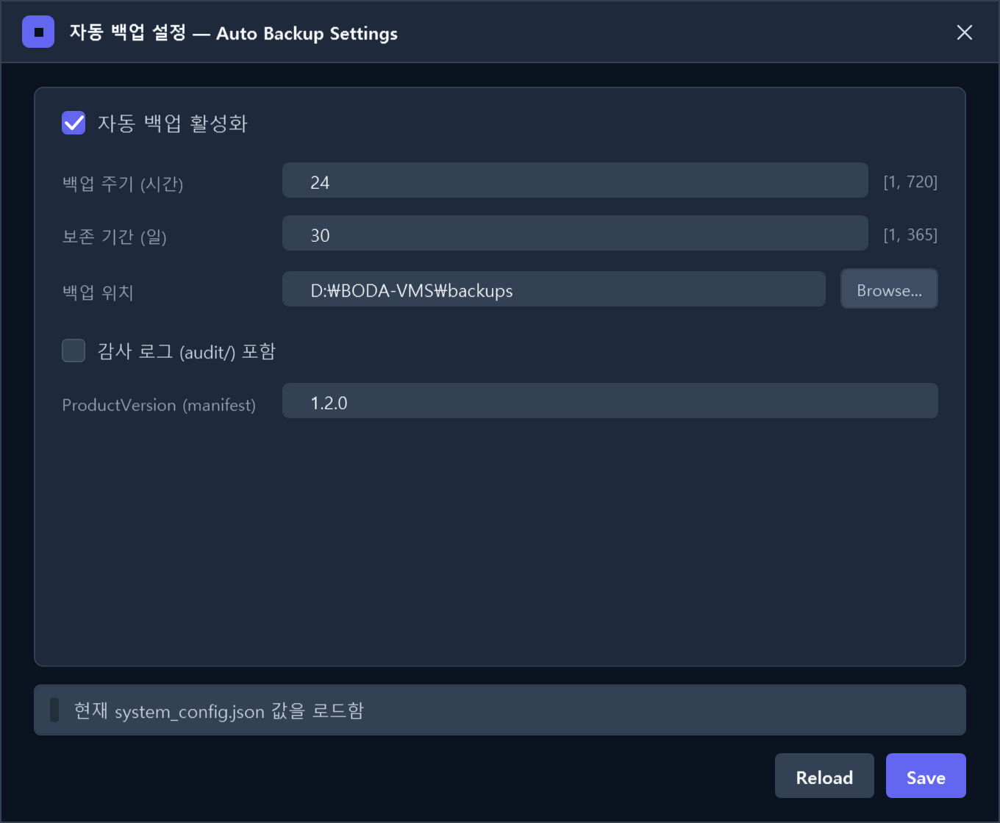 자동 백업 설정 — Auto Backup Settings
자동 백업 활성화
백업 주기 (시간) 24 [1, 720]
보존 기간 (일) 30 [1, 365]
백업 위치 D:₩BODA-VMS₩backups Browse...
감사 로그 (audit/) 포함
ProductVersion (manifest) 1.2.0
현재 system_config.json 값을 로드함
Reload Save